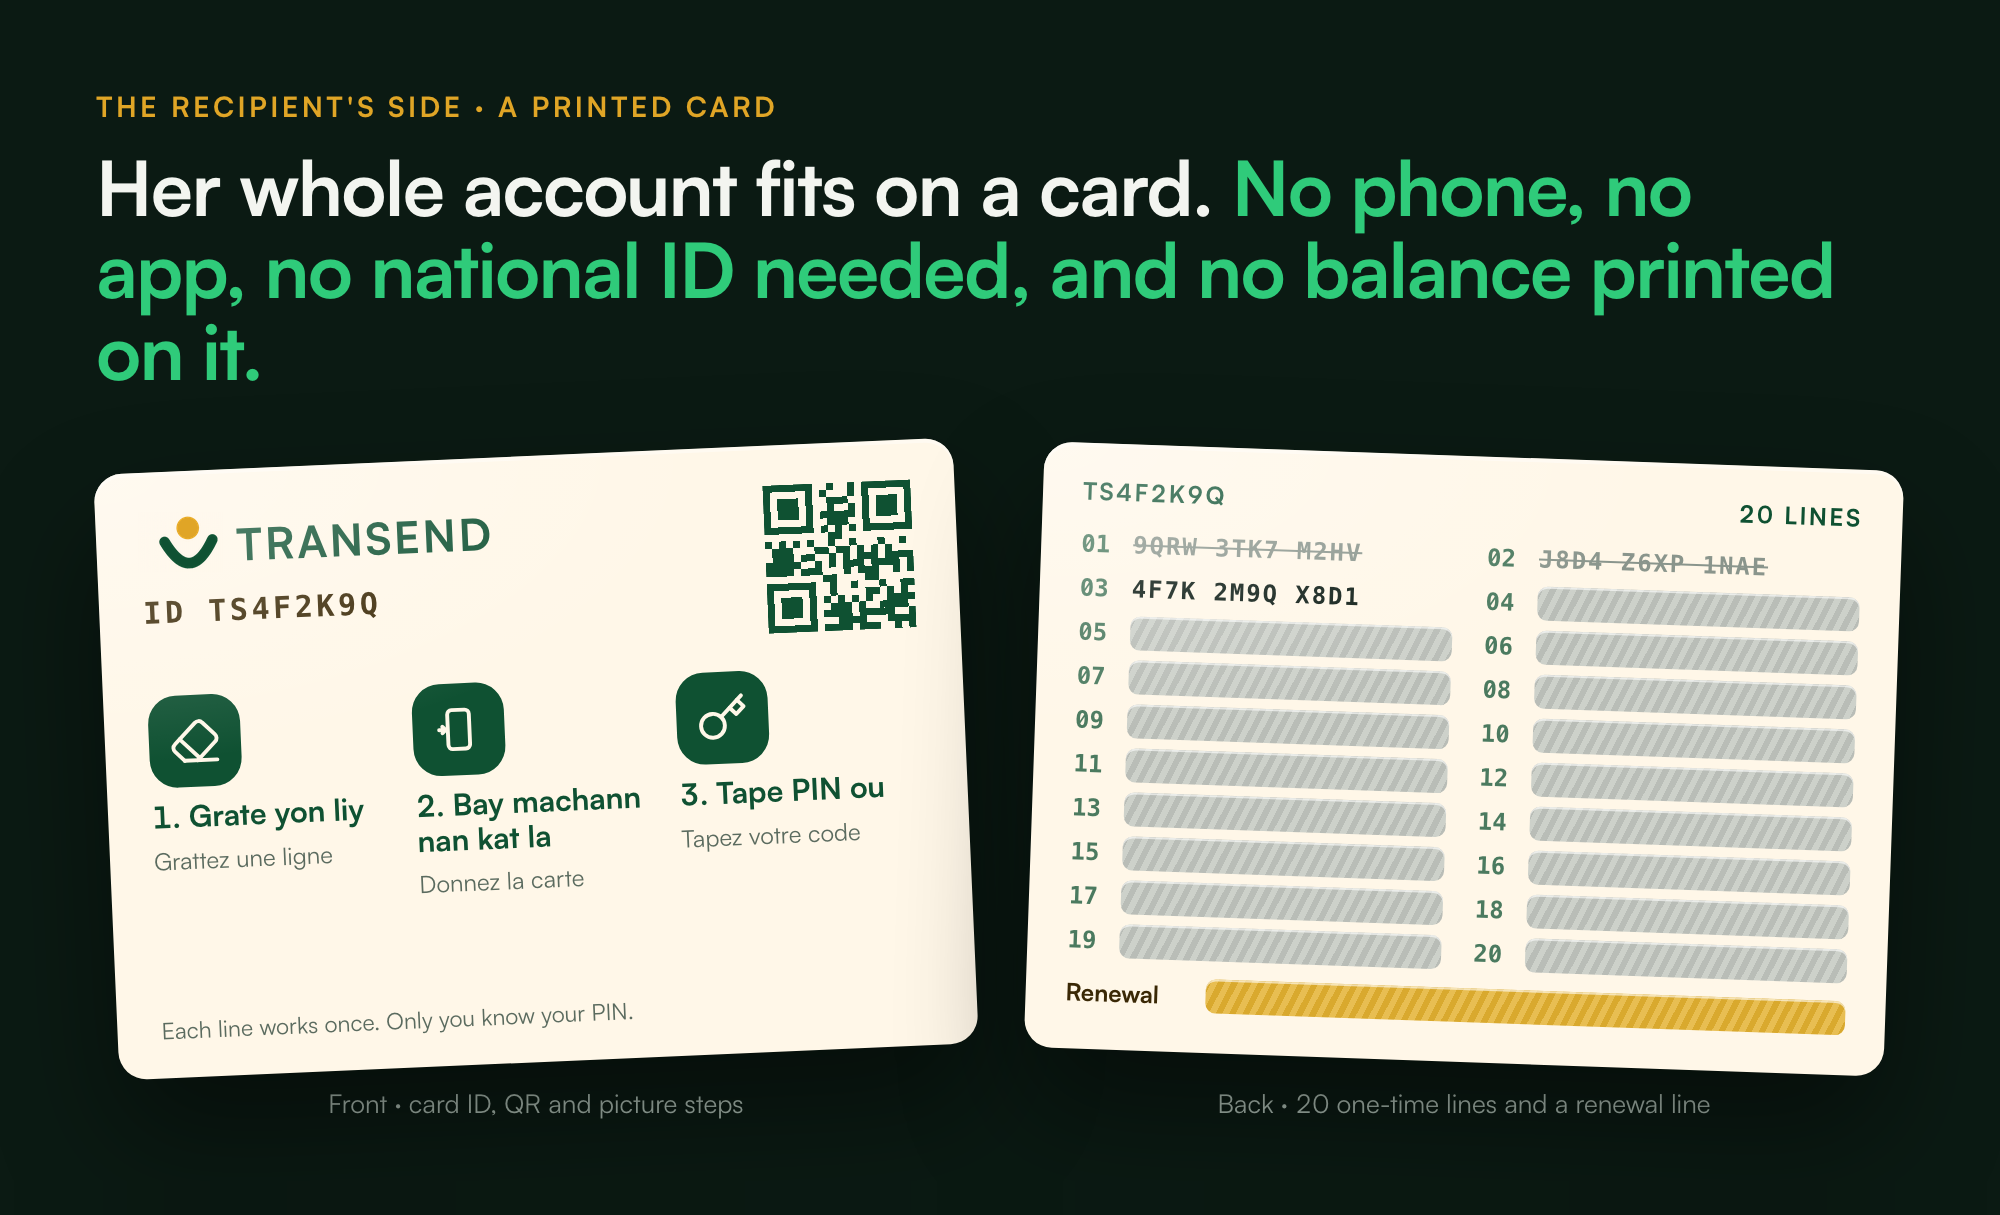 THE RECIPIENT'S SIDE · A PRINTED CARD
Her whole account fits on a card. No phone, no
app, no national ID needed, and no balance printed
on it.
TRANSEND
ID TS4F2K9Q
1. Grate yon liy
Grattez une ligne
2. Bay machann
nan kat la
Donnez la carte
3. Tape PIN ou
Tapez votre code
Each line works once. Only you know your PIN.
Front · card ID, QR and picture steps
TS4F2K9Q
20 LINES
01 9QRW 3TK7 M2HV
02 J8D4 Z6XP 1NAE
03 4F7K 2M9Q X8D1
04
05
06
07
08
09
10
11
12
13
14
15
16
17
18
19
20
Renewal
Back · 20 one-time lines and a renewal line